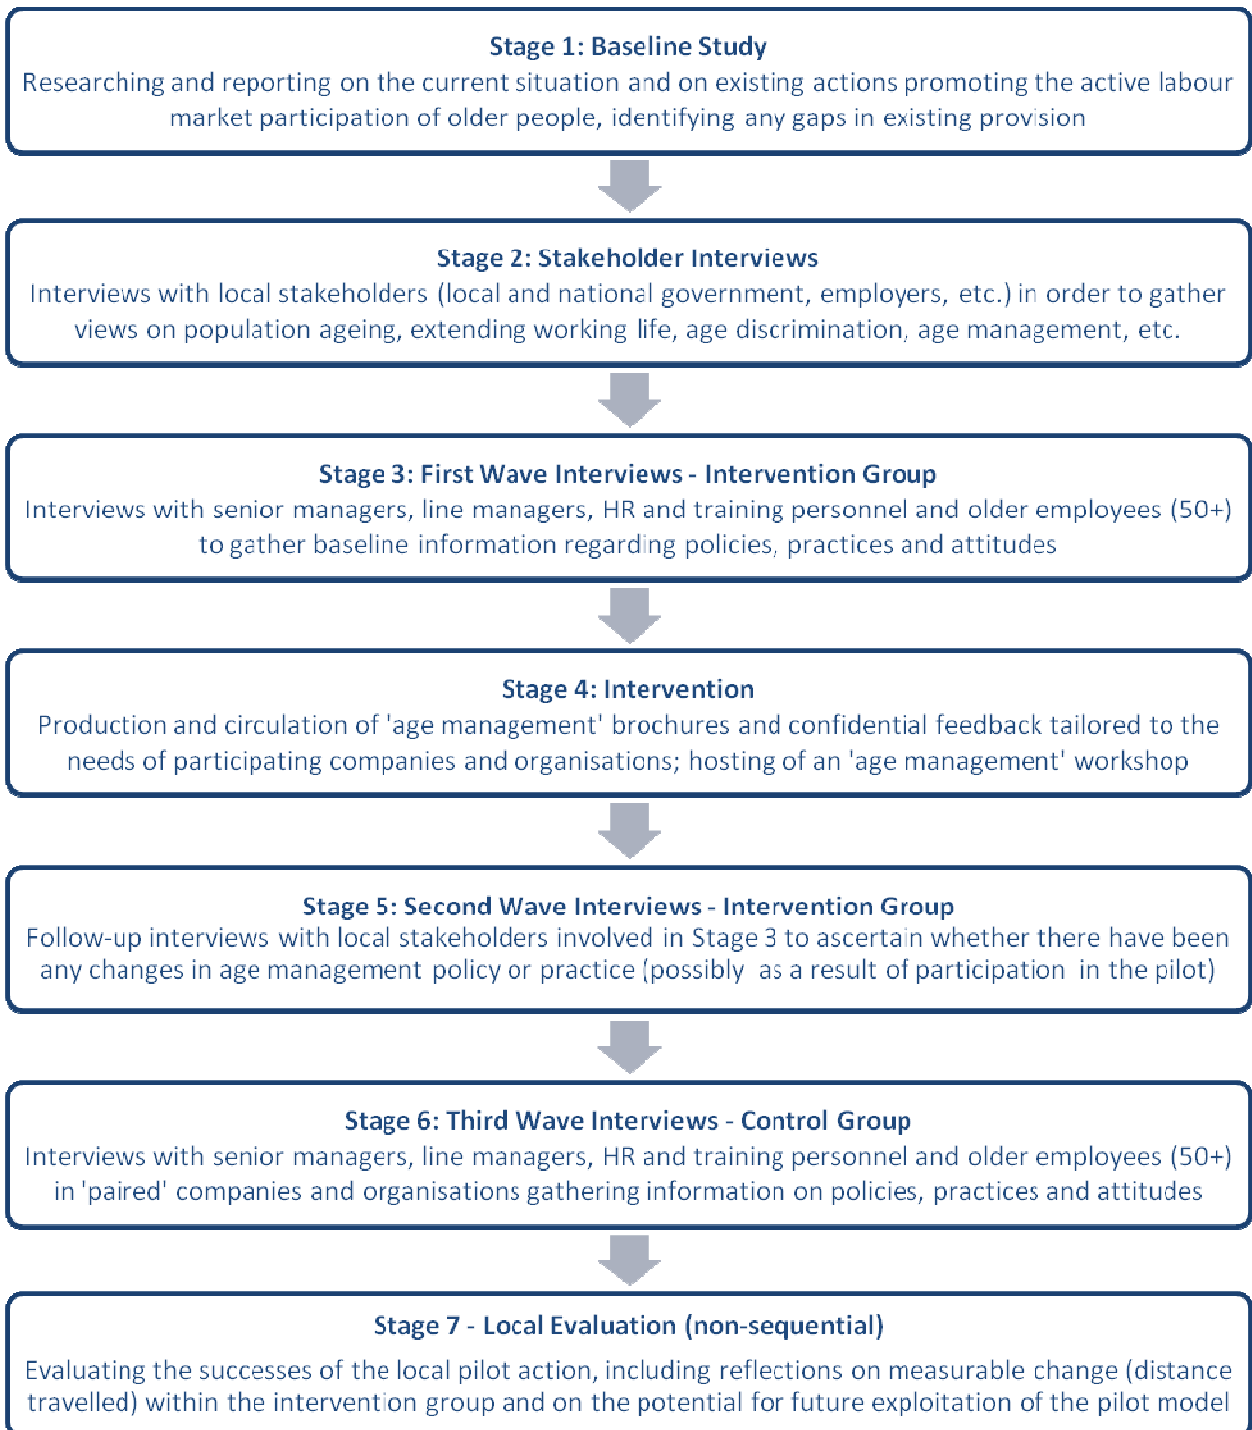 Stage 1: Baseline Study
Researching and reporting on the current situation and on existing actions promoting the active labour
market participation of older people, identifying any gaps in existing provision
Stage 2: Stakeholder Interviews
Interviews with local stakeholders (local and national government, employers, etc.) in order to gather
views on population ageing, extending working life, age discrimination, age management, etc.
Stage 3: First Wave Interviews - Intervention Group
Interviews with senior managers, line managers, HR and training personnel and older employees (50+)
to gather baseline information regarding policies, practices and attitudes
Stage 4: Intervention
Production and circulation of 'age management' brochures and confidential feedback tailored to the
needs of participating companies and organisations; hosting of an 'age management' workshop
Stage 5: Second Wave Interviews - Intervention Group
Follow-up interviews with local stakeholders involved in Stage 3 to ascertain whether there have been
any changes in age management policy or practice (possibly as a result of participation in the pilot)
Stage 6: Third Wave Interviews - Control Group
Interviews with senior managers, line managers, HR and training personnel and older employees (50+)
in 'paired' companies and organisations gathering information on policies, practices and attitudes
Stage 7 - Local Evaluation (non-sequential)
Evaluating the successes of the local pilot action, including reflections on measurable change (distance
travelled) within the intervention group and on the potential for future exploitation of the pilot model